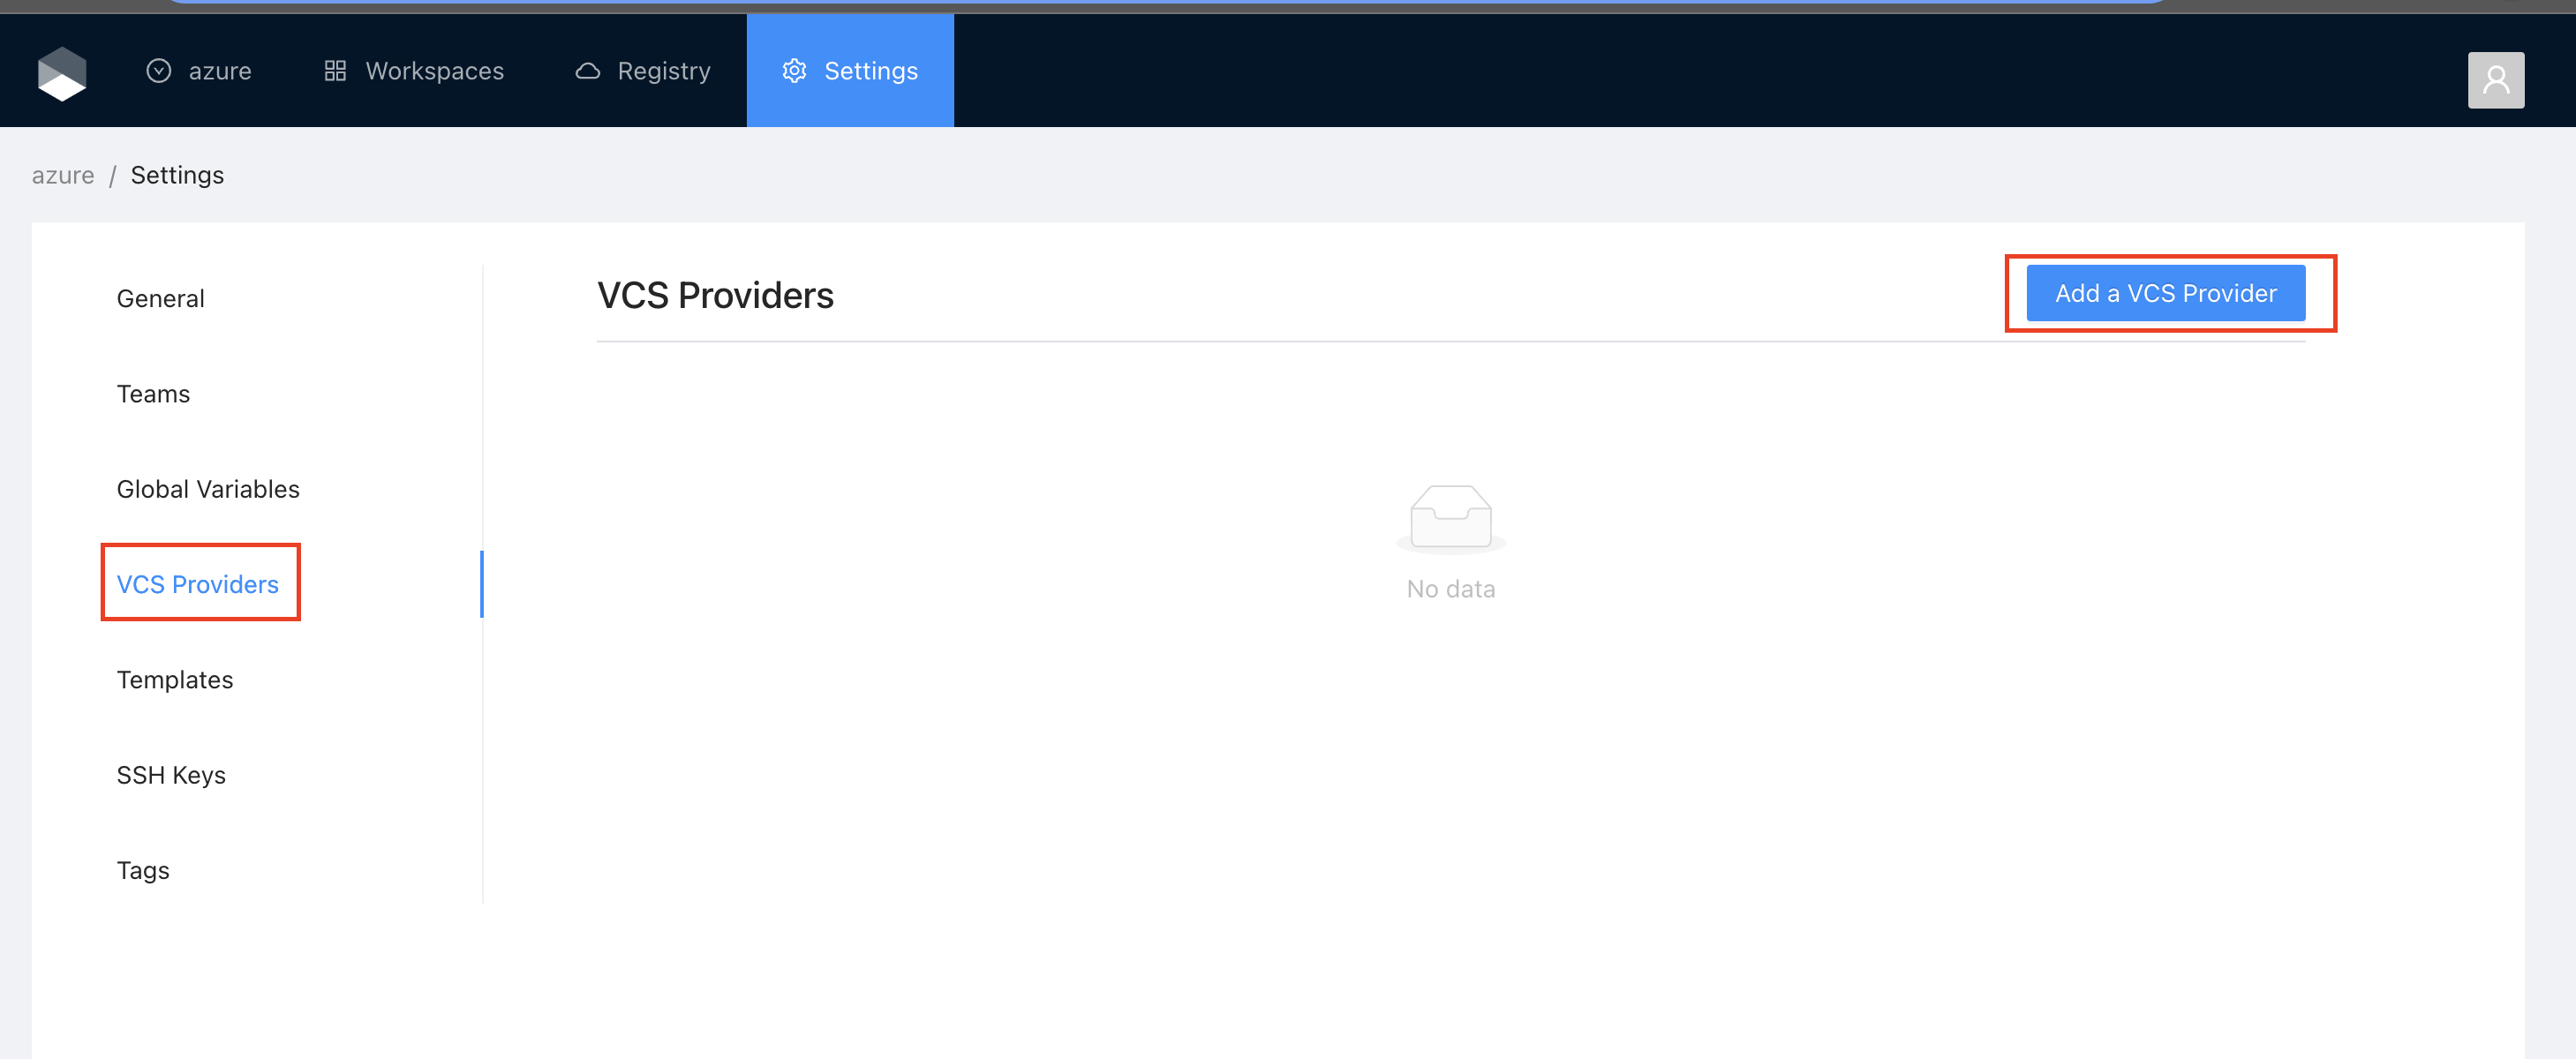 azure
Workspaces
Registry
Settings
azure / Settings
General
Teams
Global Variables
VCS Providers
Templates
SSH Keys
Tags
VCS Providers
Add a VCS Provider
No data